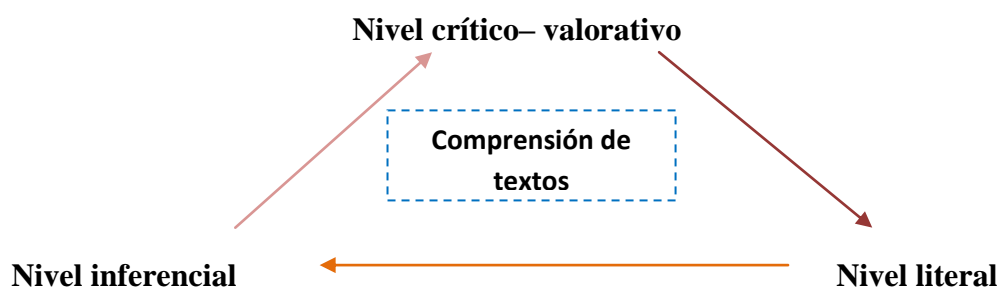 Nivel crítico– valorativo
Comprensión de
textos
Nivel inferencial
Nivel literal